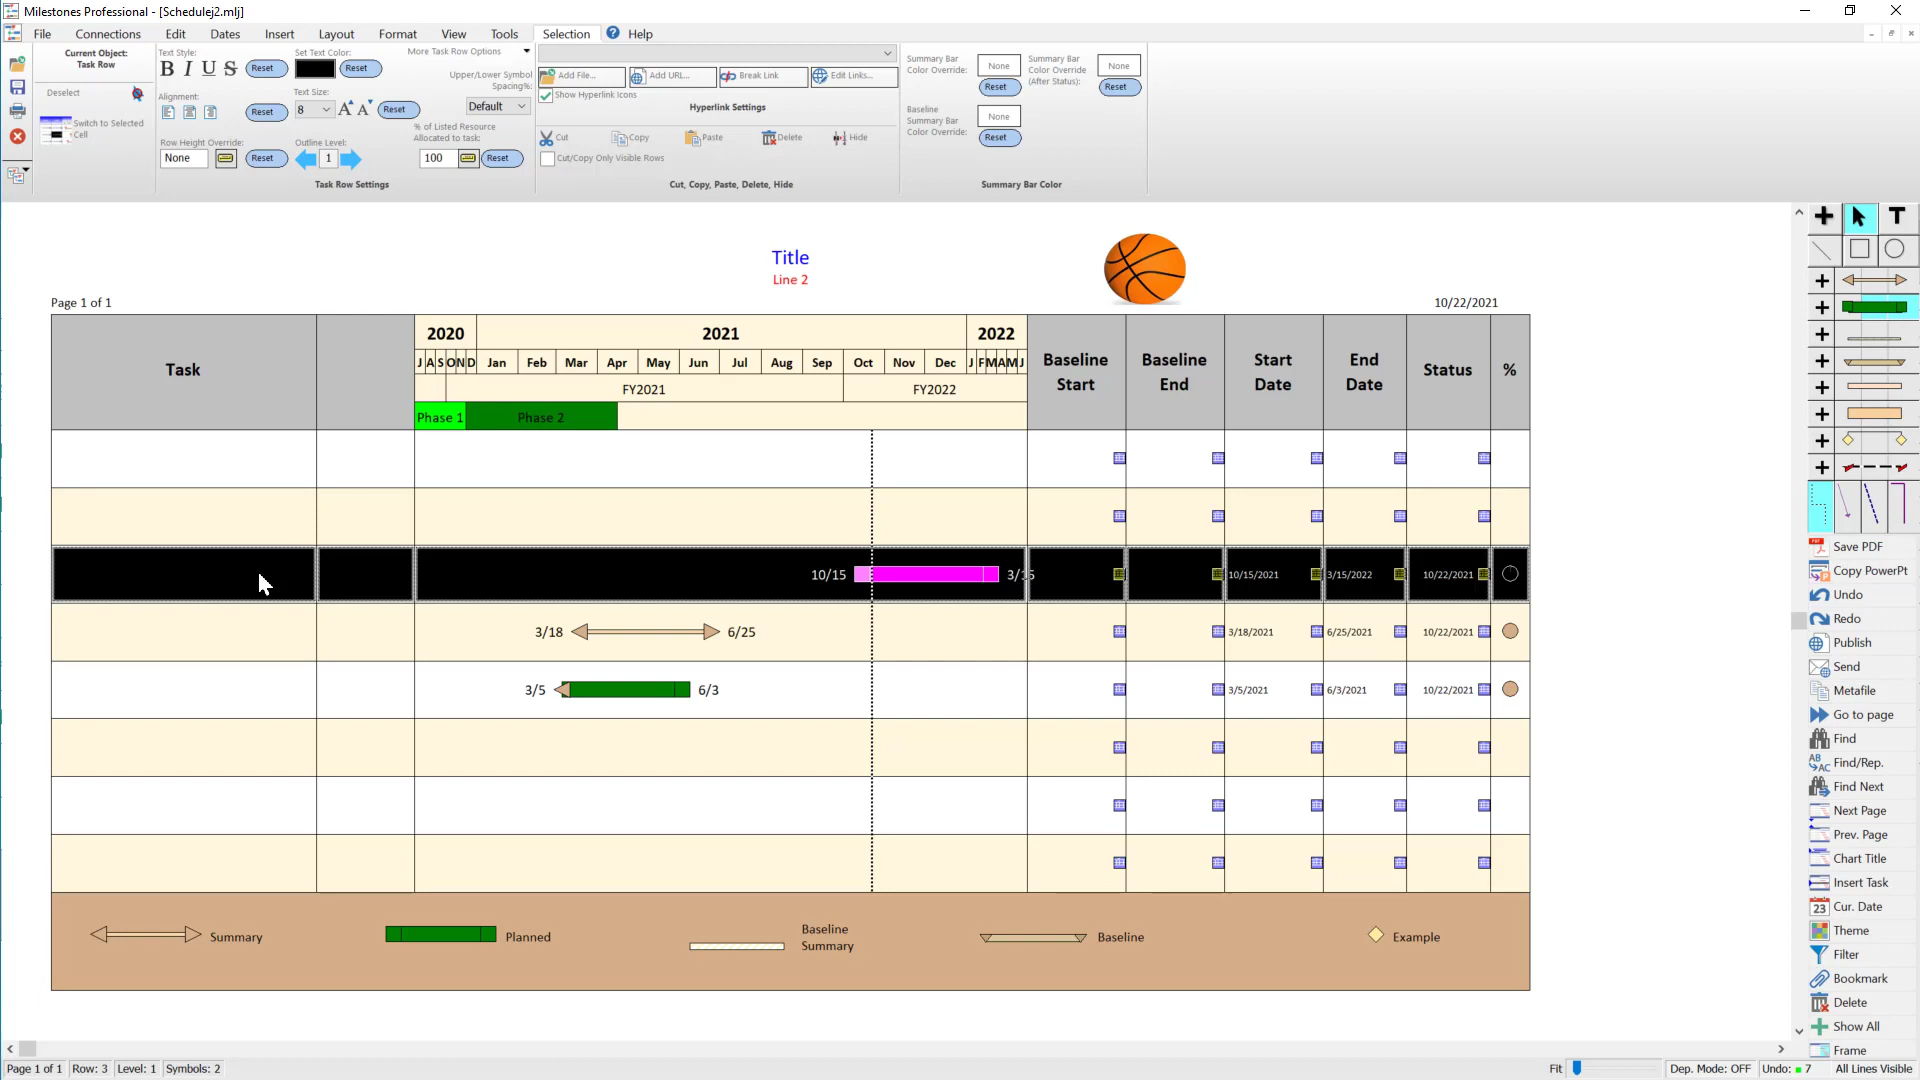 Milestones Professional - [Schedulej2.mlj]
File Connections Edit Dates Insert Layout Format View Tools Selection Help
Current Object:
Task Row
Deselect
Switch to Selected
Cell
Text Style:
B I U S Reset
Set Text Color:
Reset
More Task Row Options
Upper/Lower Symbol
Spacing%:
Default
Alignment:
Reset
Text Size:
8 A A Reset
% of Listed Resource
Allocated to task:
100 Reset
Row Height Override:
None Reset
Outline Level:
1
Task Row Settings
Add File... Add URL... Break Link Edit Links...
Show Hyperlink Icons
Hyperlink Settings
Cut Copy Paste Delete Hide
Cut/Copy Only Visible Rows
Cut, Copy, Paste, Delete, Hide
Summary Bar
Color Override:
None
Reset
Summary Bar
Color Override
(After Status):
None
Reset
Baseline
Summary Bar
Color Override:
None
Reset
Summary Bar Color
Title
Line 2
Page 1 of 1
10/22/2021
Task
2020 2021 2022
J A S O N D Jan Feb Mar Apr May Jun Jul Aug Sep Oct Nov Dec J F M A M J
FY2021 FY2022
Phase 1 Phase 2
Baseline
Start
Baseline
End
Start
Date
End
Date
Status
%
10/15 3/15 10/15/2021 3/15/2022 10/22/2021
3/18 6/25 3/18/2021 6/25/2021 10/22/2021
3/5 6/3 3/5/2021 6/3/2021 10/22/2021
Summary
Planned
Baseline
Summary
Baseline
Example
T
Save PDF
Copy PowerPt
Undo
Redo
Publish
Send
Metafile
Go to page
Find
Find/Rep.
Find Next
Next Page
Prev. Page
Chart Title
Insert Task
23 Cur. Date
Theme
Filter
Bookmark
Delete
Show All
Frame
Page 1 of 1 Row: 3 Level: 1 Symbols: 2
Fit Dep. Mode: OFF Undo: 7 All Lines Visible